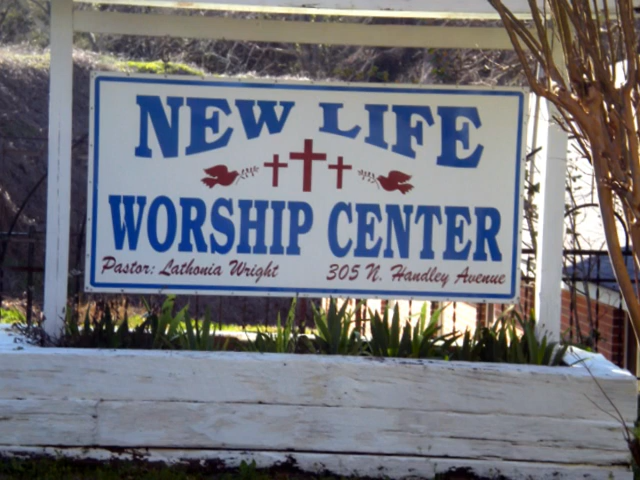 NEW LIFE
WORSHIP CENTER
Pastor: Lathonia Wright 305 N. Handley Avenue